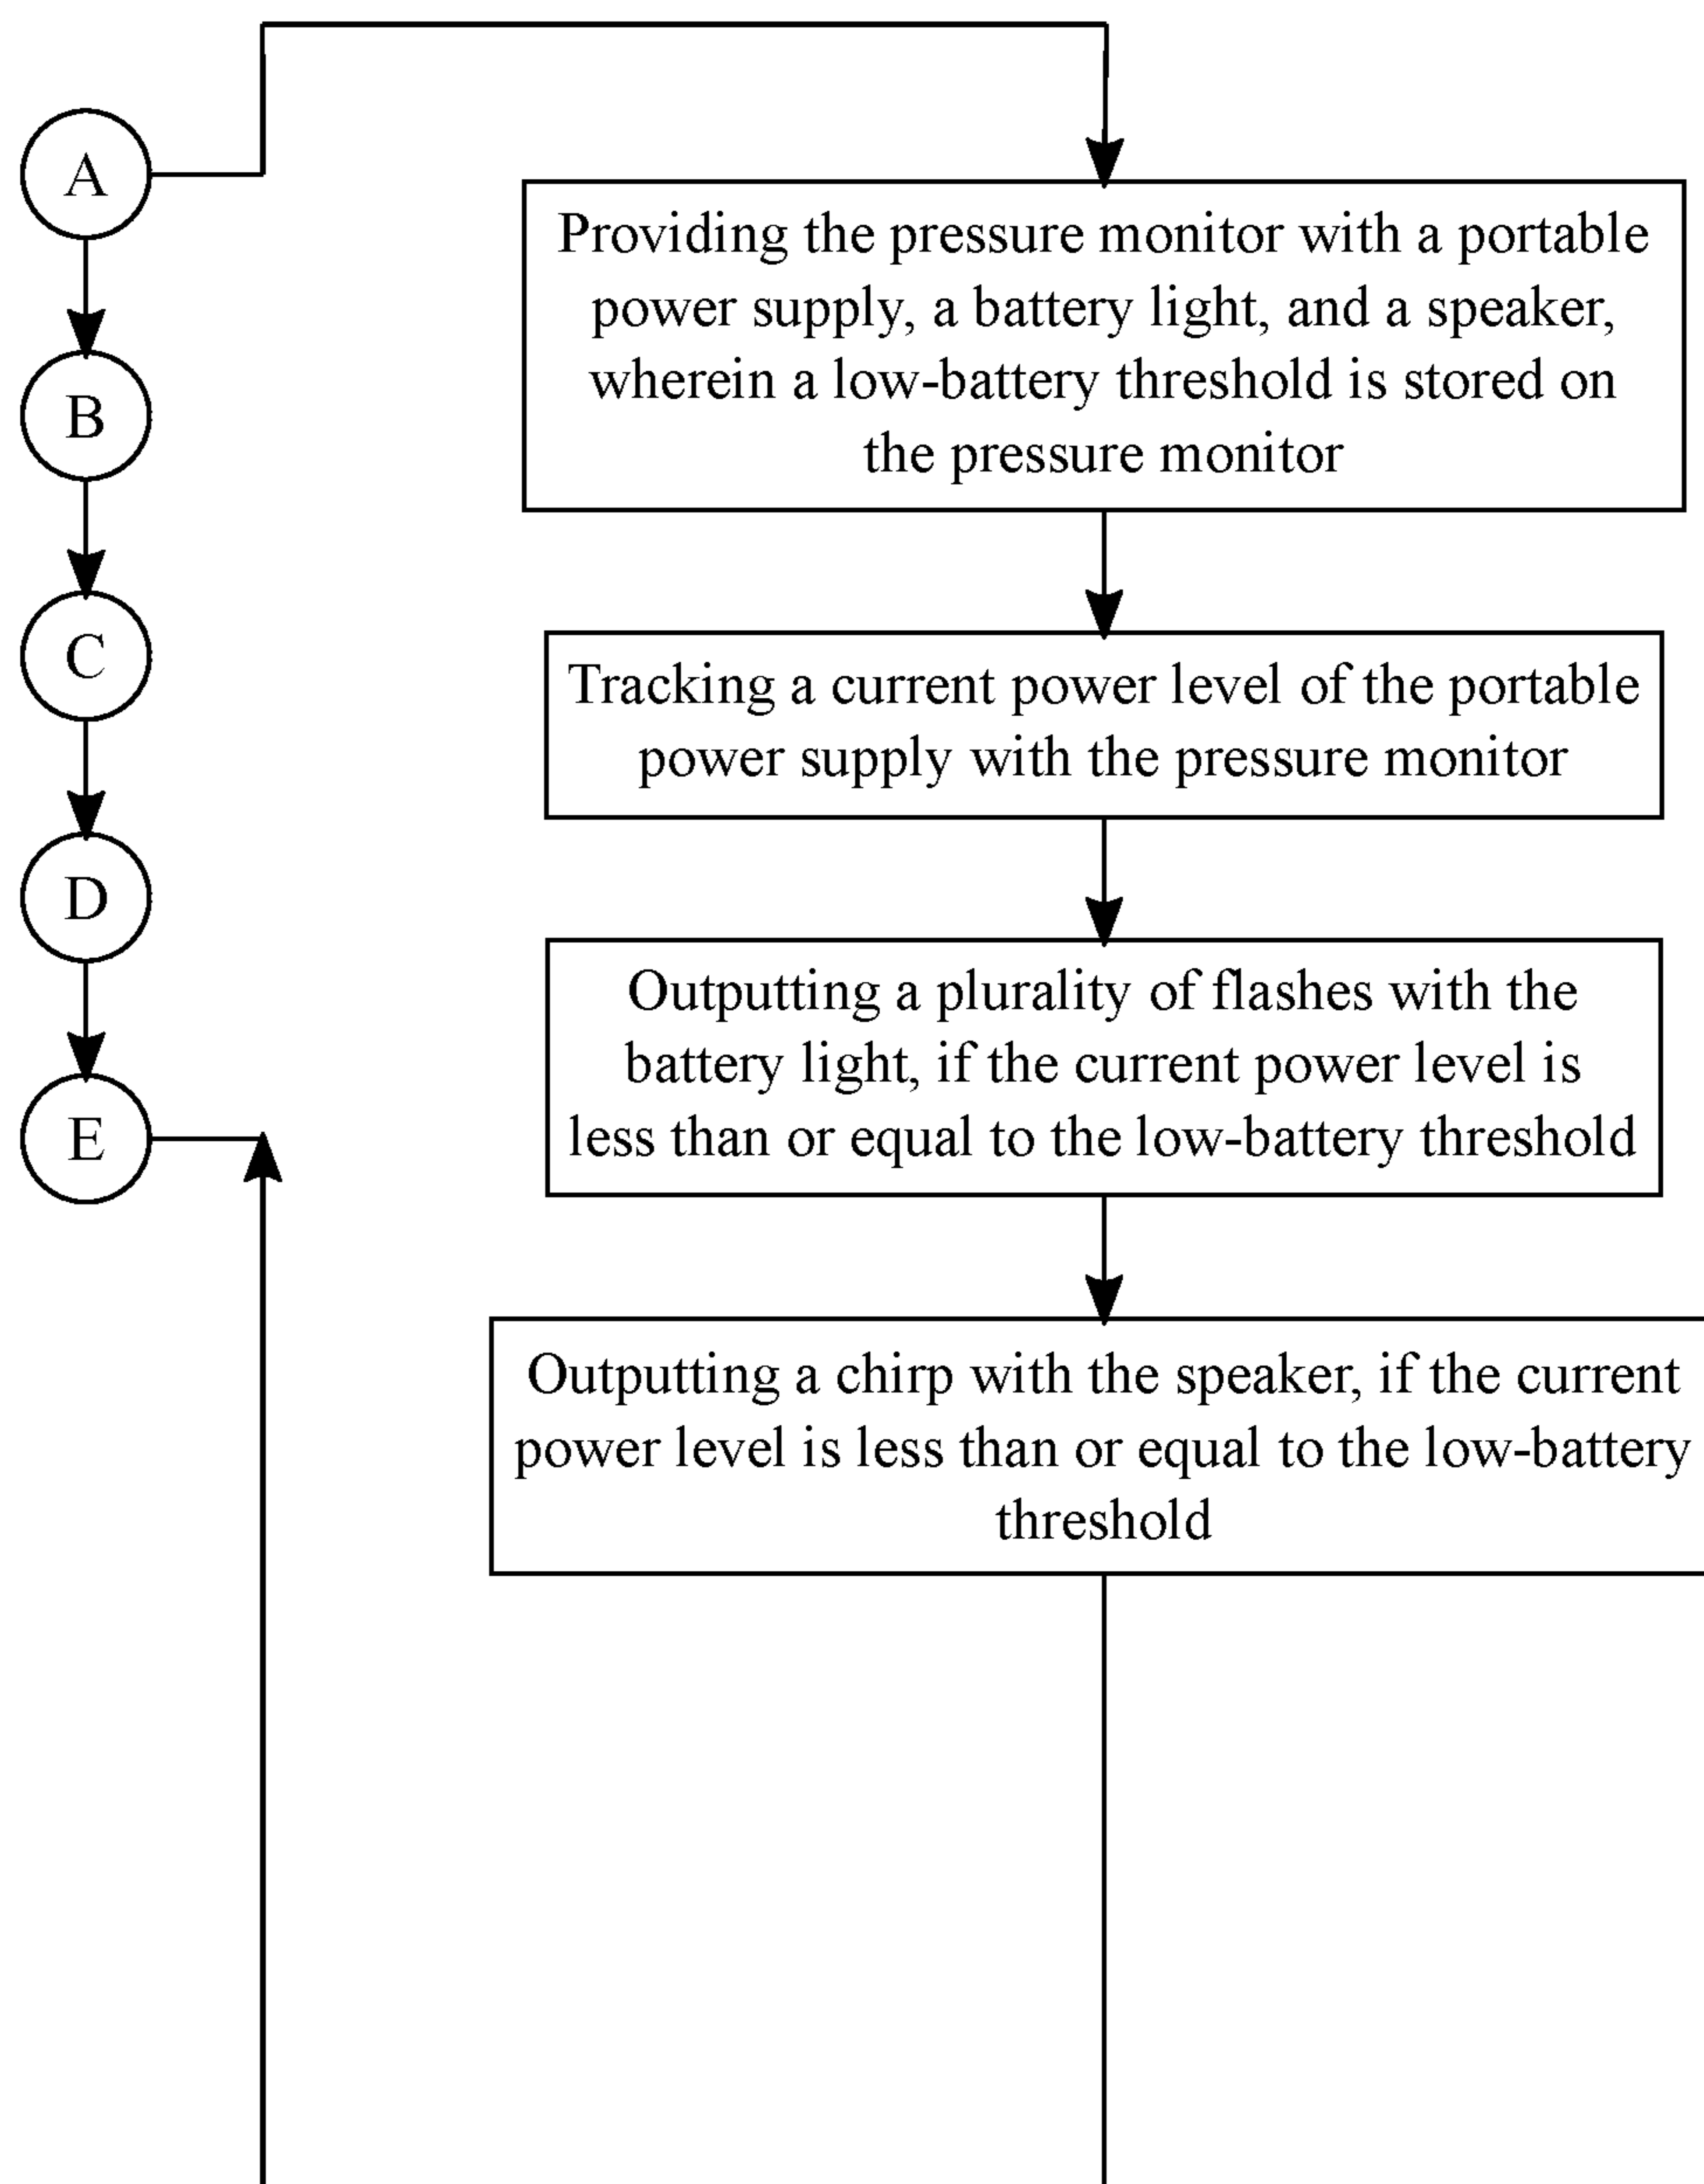 A
B
C
D
E
Providing the pressure monitor with a portable
power supply, a battery light, and a speaker,
wherein a low-battery threshold is stored on
the pressure monitor
Tracking a current power level of the portable
power supply with the pressure monitor
Outputting a plurality of flashes with the
battery light, if the current power level is
less than or equal to the low-battery threshold
Outputting a chirp with the speaker, if the current
power level is less than or equal to the low-battery
threshold